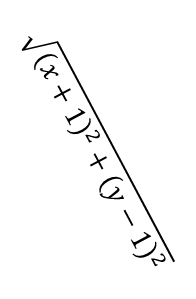 √((x + 1)² + (y − 1)²)